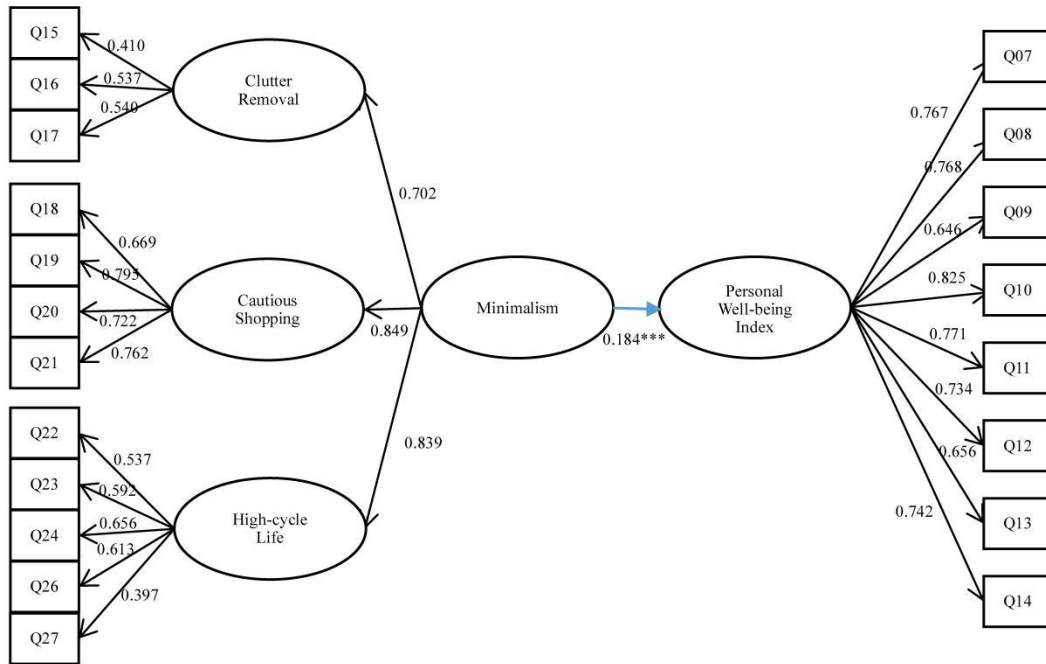 Q15
Q16
Q17
0.410
0.537
0.540
Clutter
Removal
Q18
Q19
Q20
Q21
0.669
0.795
0.722
0.762
Cautious
Shopping
Q22
Q23
Q24
Q26
Q27
0.537
0.592
0.656
0.613
0.397
High-cycle
Life
0.702
0.849
0.839
Minimalism
0.184***
Personal
Well-being
Index
0.767
0.768
0.646
0.825
0.771
0.734
0.656
0.742
Q07
Q08
Q09
Q10
Q11
Q12
Q13
Q14